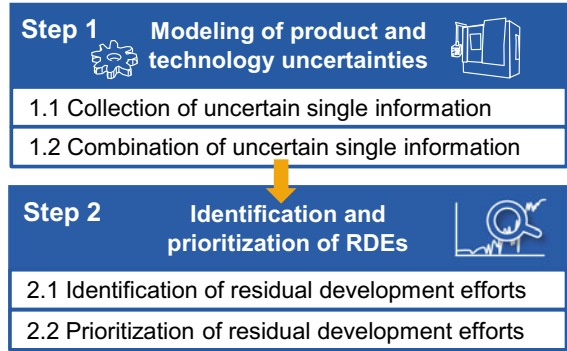 Step 1
Modeling of product and
technology uncertainties
1.1 Collection of uncertain single information
1.2 Combination of uncertain single information
Step 2
Identification and
prioritization of RDEs
2.1 Identification of residual development efforts
2.2 Prioritization of residual development efforts